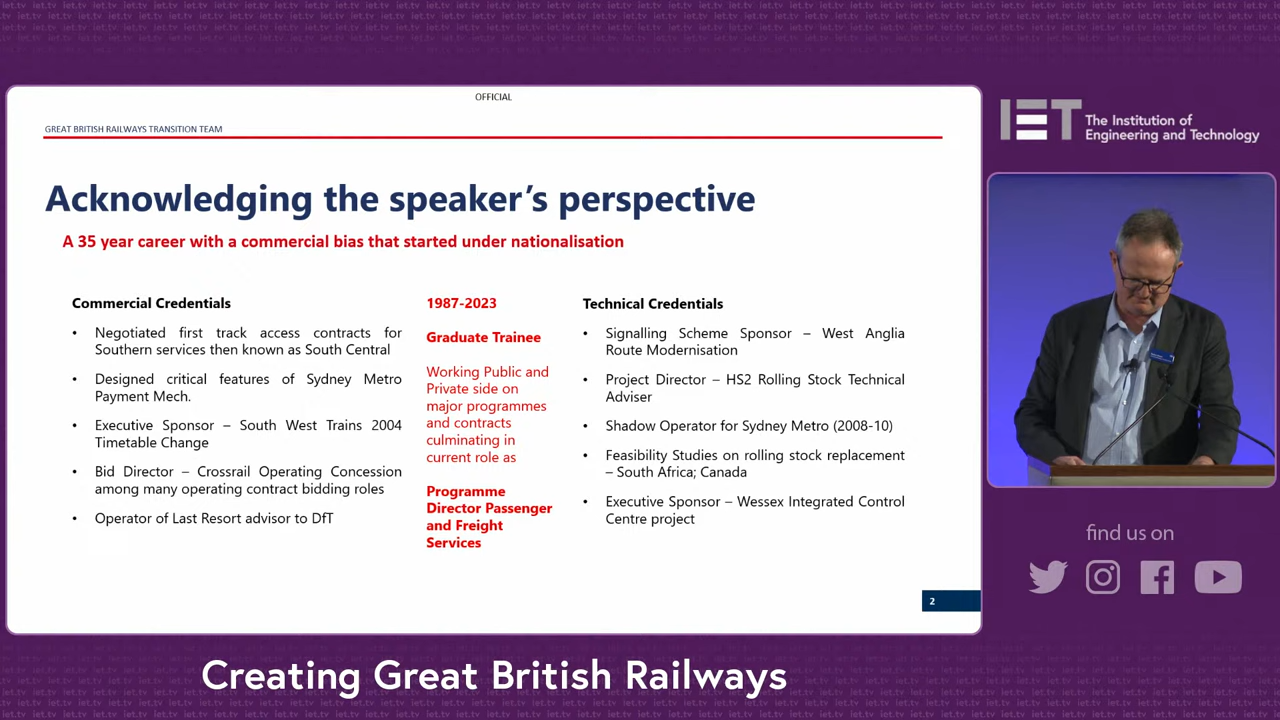 OFFICIAL
GREAT BRITISH RAILWAYS TRANSITION TEAM
Acknowledging the speaker's perspective
A 35 year career with a commercial bias that started under nationalisation
Commercial Credentials
• Negotiated first track access contracts for
Southern services then known as South Central
• Designed critical features of Sydney Metro
Payment Mech.
• Executive Sponsor – South West Trains 2004
Timetable Change
• Bid Director – Crossrail Operating Concession
among many operating contract bidding roles
• Operator of Last Resort advisor to DfT
1987-2023
Graduate Trainee
Working Public and
Private side on
major programmes
and contracts
culminating in
current role as
Programme
Director Passenger
and Freight
Services
Technical Credentials
• Signalling Scheme Sponsor – West Anglia
Route Modernisation
• Project Director – HS2 Rolling Stock Technical
Adviser
• Shadow Operator for Sydney Metro (2008-10)
• Feasibility Studies on rolling stock replacement
– South Africa; Canada
• Executive Sponsor – Wessex Integrated Control
Centre project
2
IET The Institution of
Engineering and Technology
find us on
Creating Great British Railways
iet.tv